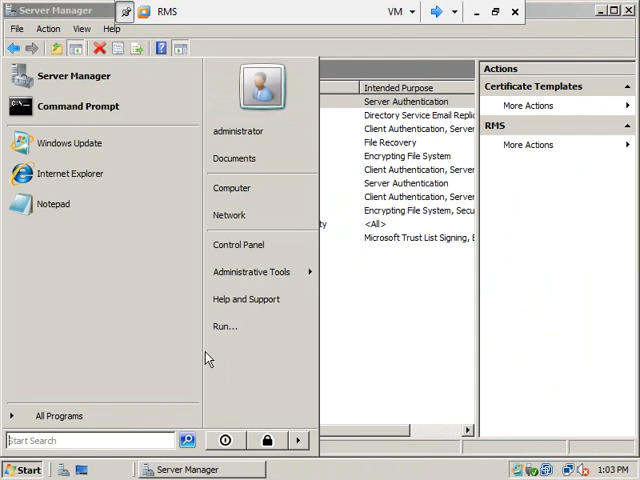 Server Manager
RMS
VM
File Action View Help
Server Manager
Command Prompt
Windows Update
Internet Explorer
Notepad
All Programs
Start Search
administrator
Documents
Computer
Network
Control Panel
Administrative Tools
Help and Support
Run...
Intended Purpose
Server Authentication
Directory Service Email Replic
Client Authentication, Server
File Recovery
Encrypting File System
Client Authentication, Server
Server Authentication
Client Authentication, Server
Encrypting File System, Secu
ty <All>
Microsoft Trust List Signing, E
Actions
Certificate Templates
More Actions
RMS
More Actions
Start
Server Manager
1:03 PM